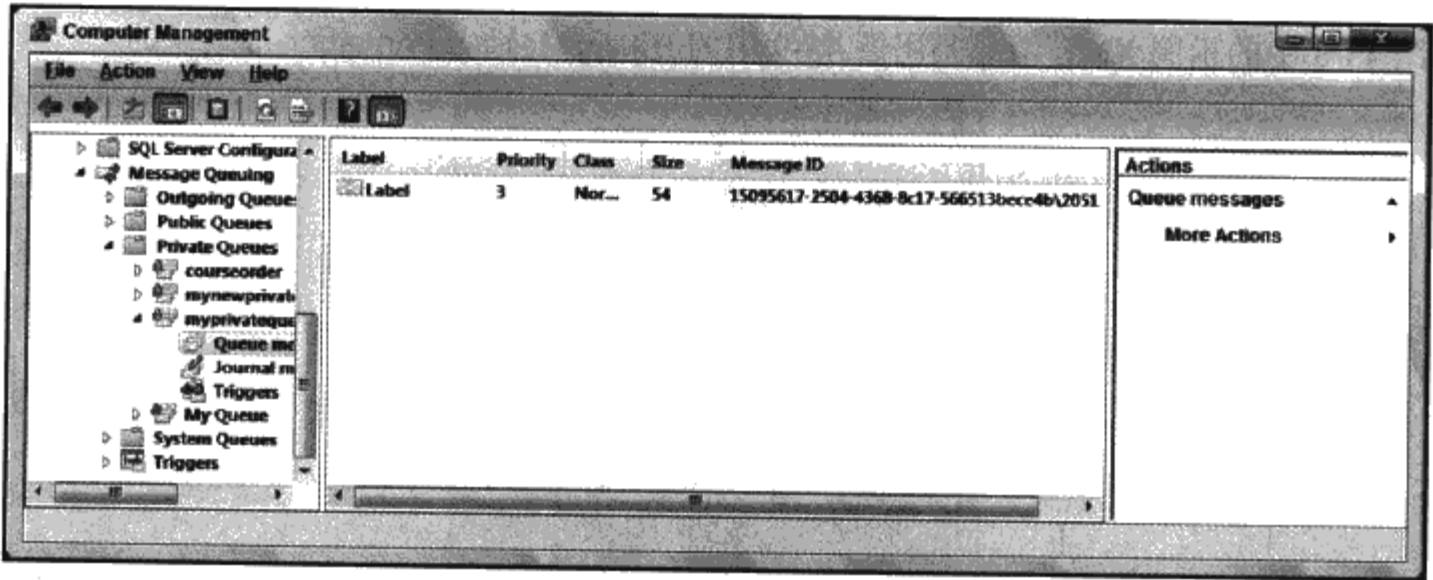 Computer Management
File Action View Help
SQL Server Configura
Message Queuing
Outgoing Queue
Public Queues
Private Queues
courseorder
mynewprivat
myprivateque
Queue me
Journal m
Triggers
My Queue
System Queues
Triggers
Label Priority Class Size Message ID
Label 3 Nor... 54 15095617-2504-4368-8c17-566513bece4b\2051
Actions
Queue messages
More Actions